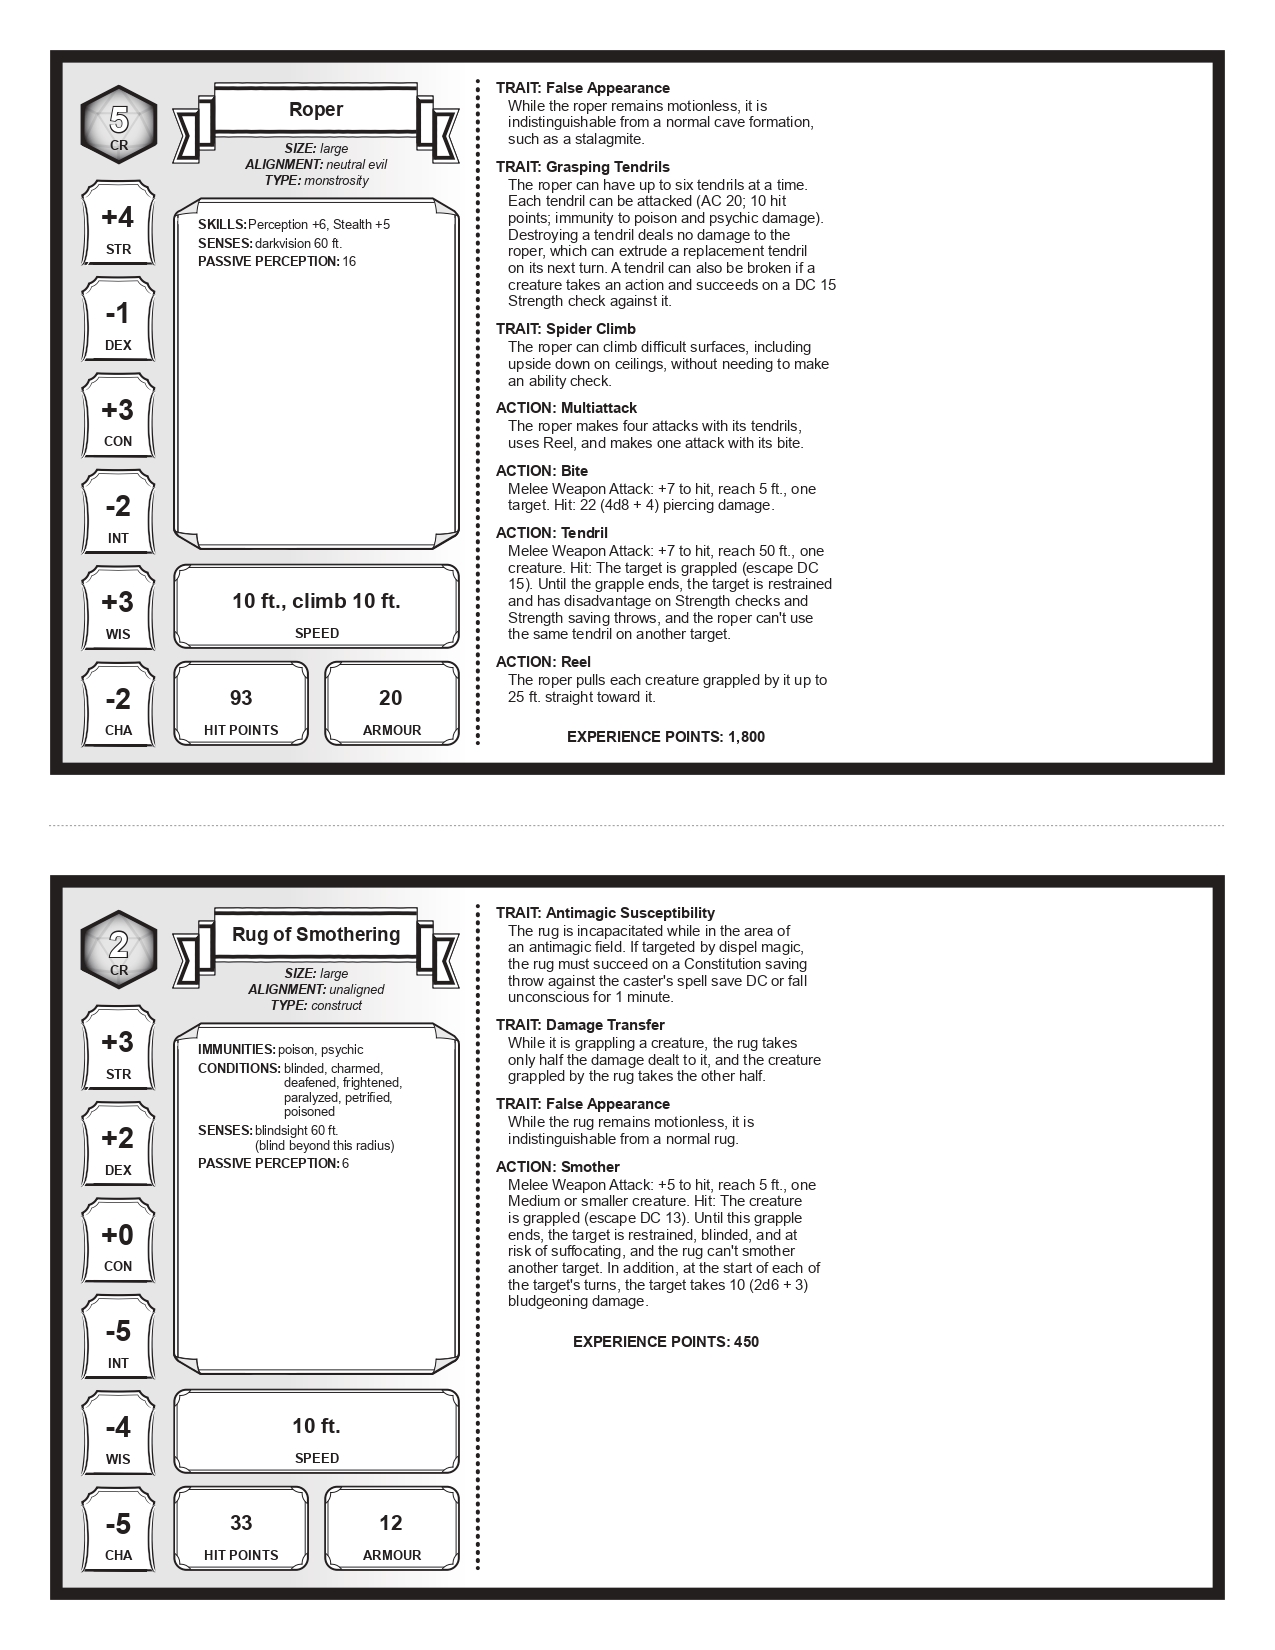 5
CR
Roper
SIZE: large
ALIGNMENT: neutral evil
TYPE: monstrosity
+4
STR
-1
DEX
+3
CON
-2
INT
+3
WIS
-2
CHA
SKILLS: Perception +6, Stealth +5
SENSES: darkvision 60 ft.
PASSIVE PERCEPTION: 16
10 ft., climb 10 ft.
SPEED
93
HIT POINTS
20
ARMOUR
TRAIT: False Appearance
While the roper remains motionless, it is
indistinguishable from a normal cave formation,
such as a stalagmite.
TRAIT: Grasping Tendrils
The roper can have up to six tendrils at a time.
Each tendril can be attacked (AC 20; 10 hit
points; immunity to poison and psychic damage).
Destroying a tendril deals no damage to the
roper, which can extrude a replacement tendril
on its next turn. A tendril can also be broken if a
creature takes an action and succeeds on a DC 15
Strength check against it.
TRAIT: Spider Climb
The roper can climb difficult surfaces, including
upside down on ceilings, without needing to make
an ability check.
ACTION: Multiattack
The roper makes four attacks with its tendrils,
uses Reel, and makes one attack with its bite.
ACTION: Bite
Melee Weapon Attack: +7 to hit, reach 5 ft., one
target. Hit: 22 (4d8 + 4) piercing damage.
ACTION: Tendril
Melee Weapon Attack: +7 to hit, reach 50 ft., one
creature. Hit: The target is grappled (escape DC
15). Until the grapple ends, the target is restrained
and has disadvantage on Strength checks and
Strength saving throws, and the roper can't use
the same tendril on another target.
ACTION: Reel
The roper pulls each creature grappled by it up to
25 ft. straight toward it.
EXPERIENCE POINTS: 1,800
2
CR
Rug of Smothering
SIZE: large
ALIGNMENT: unaligned
TYPE: construct
+3
STR
+2
DEX
+0
CON
-5
INT
-4
WIS
-5
CHA
IMMUNITIES: poison, psychic
CONDITIONS: blinded, charmed,
deafened, frightened,
paralyzed, petrified,
poisoned
SENSES: blindsight 60 ft.
(blind beyond this radius)
PASSIVE PERCEPTION: 6
10 ft.
SPEED
33
HIT POINTS
12
ARMOUR
TRAIT: Antimagic Susceptibility
The rug is incapacitated while in the area of
an antimagic field. If targeted by dispel magic,
the rug must succeed on a Constitution saving
throw against the caster's spell save DC or fall
unconscious for 1 minute.
TRAIT: Damage Transfer
While it is grappling a creature, the rug takes
only half the damage dealt to it, and the creature
grappled by the rug takes the other half.
TRAIT: False Appearance
While the rug remains motionless, it is
indistinguishable from a normal rug.
ACTION: Smother
Melee Weapon Attack: +5 to hit, reach 5 ft., one
Medium or smaller creature. Hit: The creature
is grappled (escape DC 13). Until this grapple
ends, the target is restrained, blinded, and at
risk of suffocating, and the rug can't smother
another target. In addition, at the start of each of
the target's turns, the target takes 10 (2d6 + 3)
bludgeoning damage.
EXPERIENCE POINTS: 450